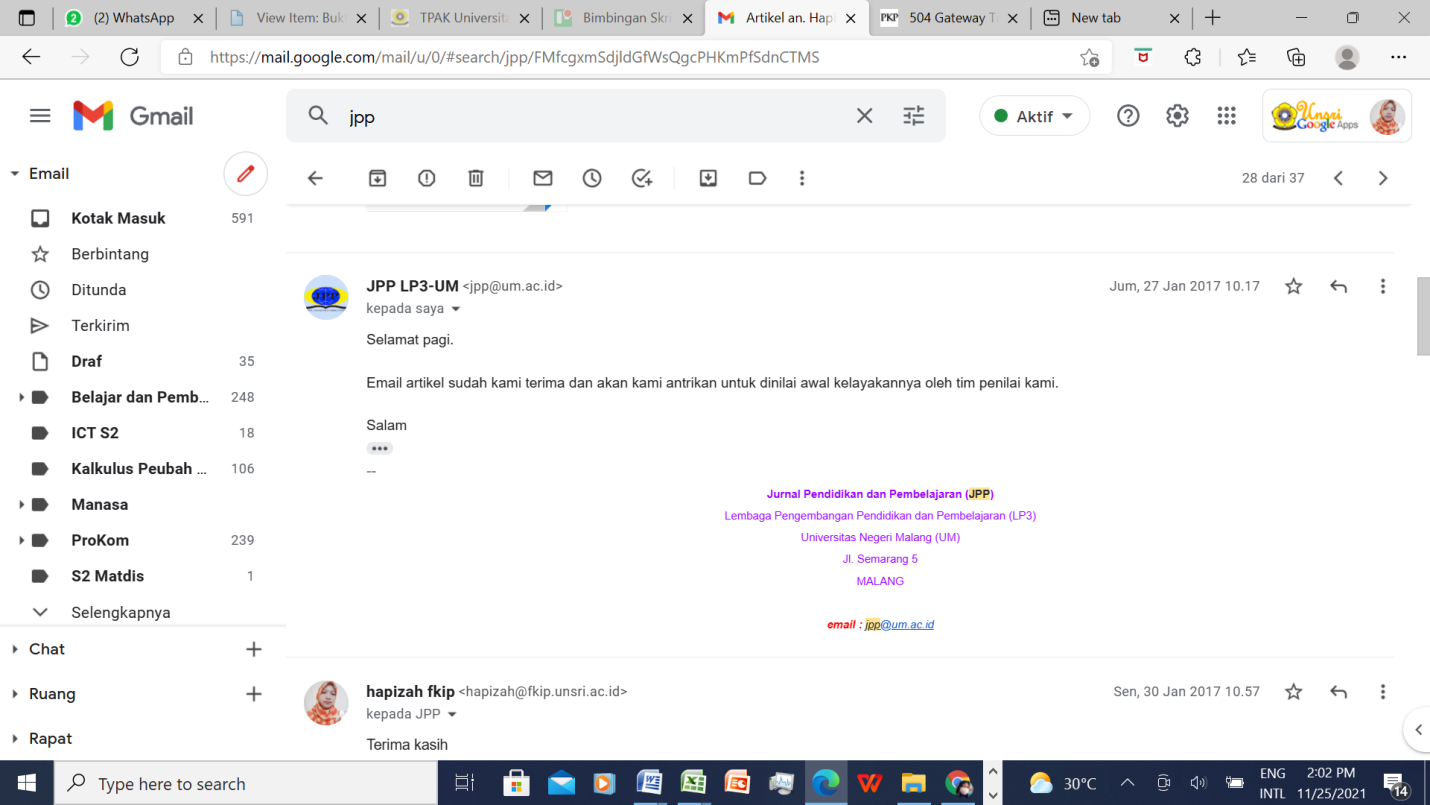 (2) WhatsApp
View Item: Buk
TPAK Universita
Bimbingan Skri
Artikel an. Hapi
PKP 504 Gateway Ti
New tab
https://mail.google.com/mail/u/0/#search/jpp/FMfcgxmSdjldGfWsQgcPHKmPfSdnCTMS
Gmail
jpp
Aktif
Unsri
Google Apps
Email
28 dari 37
Kotak Masuk 591
Berbintang
Ditunda
Terkirim
Draf 35
Belajar dan Pemb... 248
ICT S2 18
Kalkulus Peubah ... 106
Manasa
ProKom 239
S2 Matdis 1
Selengkapnya
Chat
Ruang
Rapat
JPP LP3-UM <jpp@um.ac.id> Jum, 27 Jan 2017 10.17
kepada saya
Selamat pagi.
Email artikel sudah kami terima dan akan kami antrikan untuk dinilai awal kelayakannya oleh tim penilai kami.
Salam
--
Jurnal Pendidikan dan Pembelajaran (JPP)
Lembaga Pengembangan Pendidikan dan Pembelajaran (LP3)
Universitas Negeri Malang (UM)
Jl. Semarang 5
MALANG
email : jpp@um.ac.id
hapizah fkip <hapizah@fkip.unsri.ac.id> Sen, 30 Jan 2017 10.57
kepada JPP
Terima kasih
Type here to search
30°C
ENG
INTL
2:02 PM
11/25/2021
14